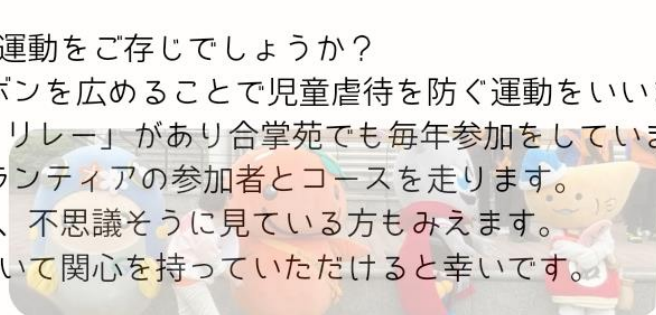 運動をご存じでしょうか？
ボンを広めることで児童虐待を防ぐ運動をいい
リレー」があり合掌苑でも毎年参加をしていま
ランティアの参加者とコースを走ります。
、不思議そうに見ている方もみえます。
いて関心を持っていただけると幸いです。